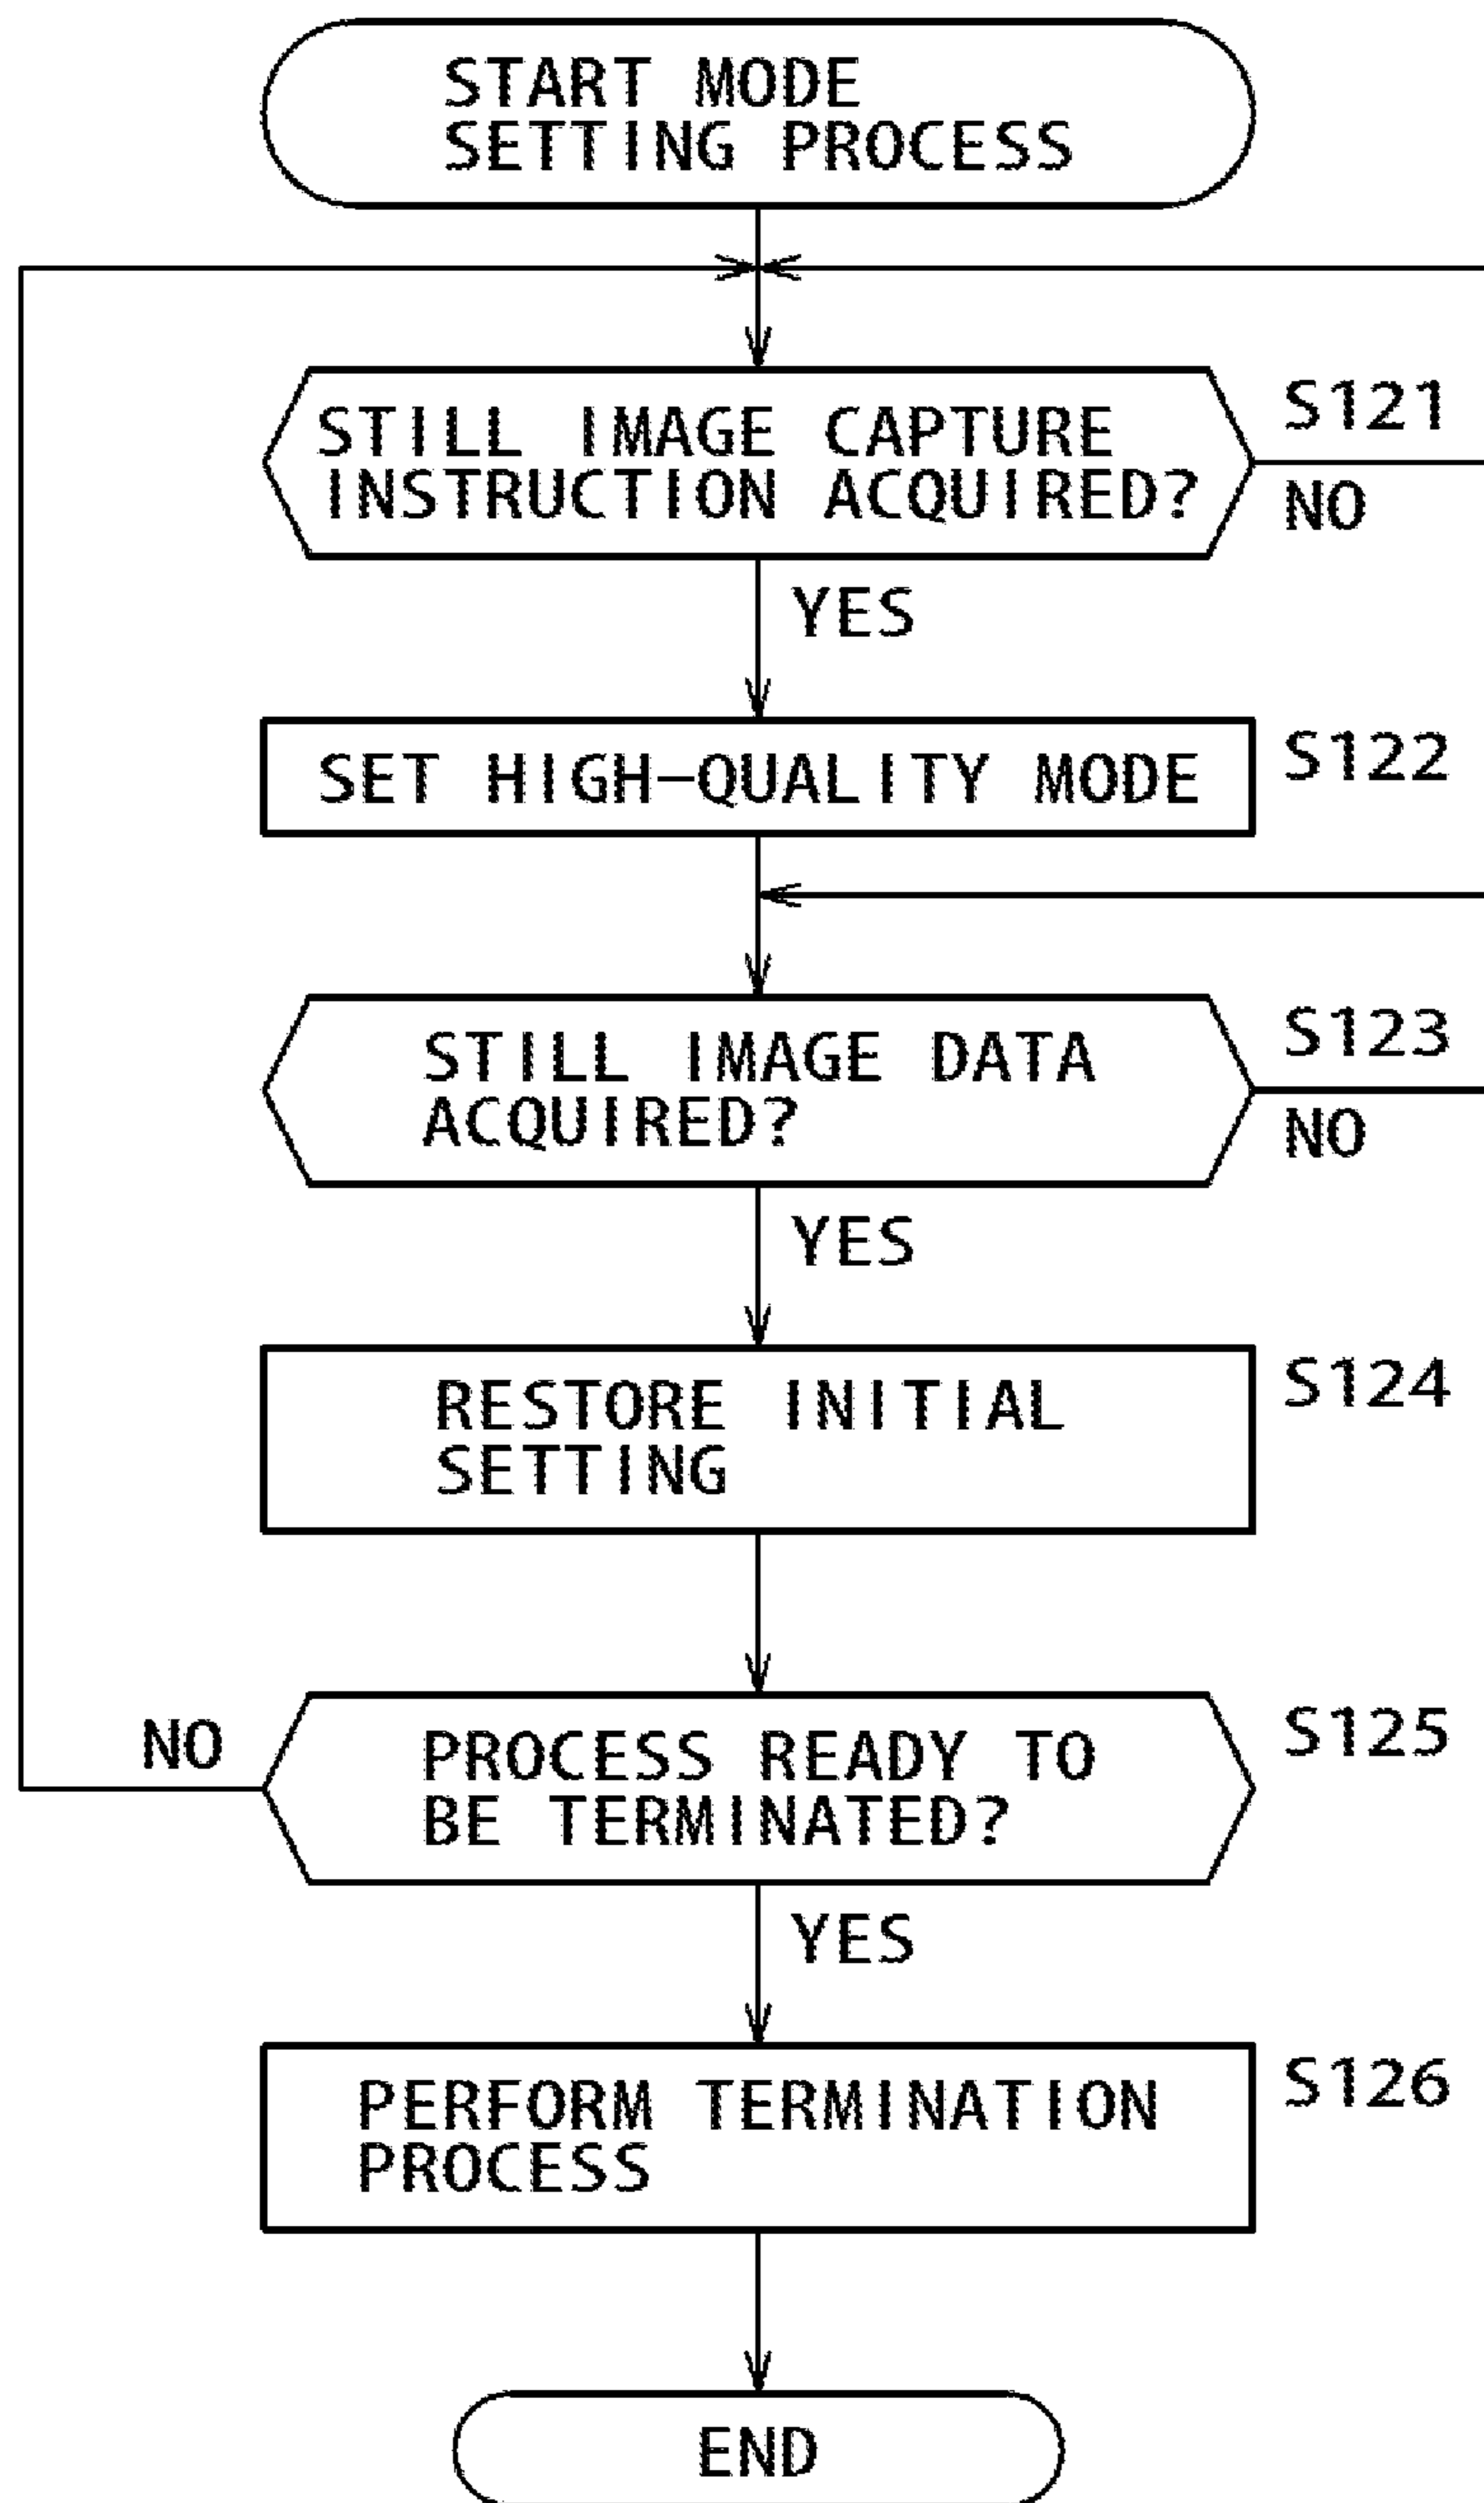 START MODE
SETTING PROCESS
STILL IMAGE CAPTURE
INSTRUCTION ACQUIRED?
S121
NO
YES
SET HIGH-QUALITY MODE
S122
STILL IMAGE DATA
ACQUIRED?
S123
NO
YES
RESTORE INITIAL
SETTING
S124
NO
PROCESS READY TO
BE TERMINATED?
S125
YES
PERFORM TERMINATION
PROCESS
S126
END